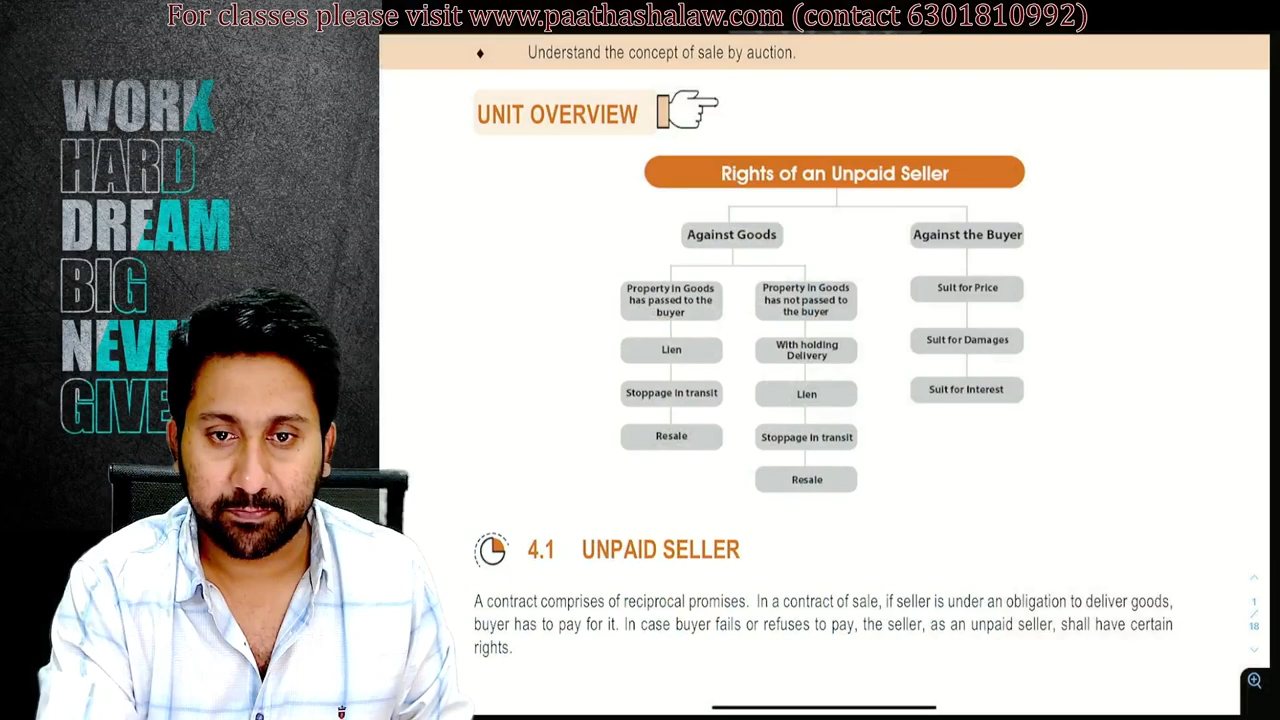 For classes please visit www.paathashalaw.com (contact 6301810992)
WORK
HARD
DREAM
BIG
NEVE
GIVE
♦ Understand the concept of sale by auction.
UNIT OVERVIEW
Rights of an Unpaid Seller
Against Goods
Against the Buyer
Property in Goods
has passed to the
buyer
Lien
Stoppage in transit
Resale
Property in Goods
has not passed to
the buyer
With holding
Delivery
Lien
Stoppage in transit
Resale
Suit for Price
Suit for Damages
Suit for Interest
4.1 UNPAID SELLER
A contract comprises of reciprocal promises. In a contract of sale, if seller is under an obligation to deliver goods,
buyer has to pay for it. In case buyer fails or refuses to pay, the seller, as an unpaid seller, shall have certain
rights.
1
/
18